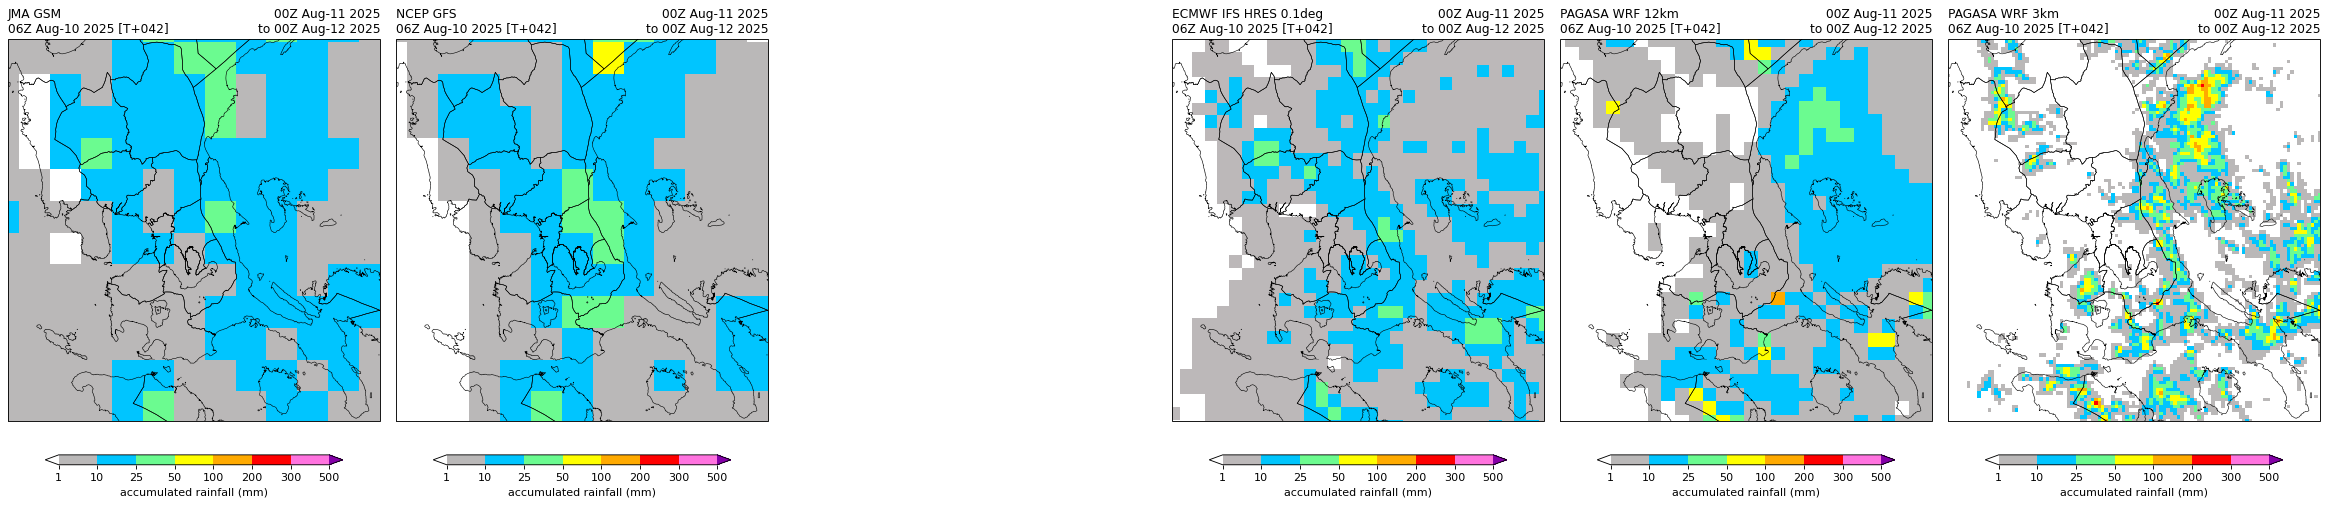 JMA GSM 00Z Aug-11 2025
06Z Aug-10 2025 [T+042] to 00Z Aug-12 2025
NCEP GFS 00Z Aug-11 2025
06Z Aug-10 2025 [T+042] to 00Z Aug-12 2025
ECMWF IFS HRES 0.1deg 00Z Aug-11 2025
06Z Aug-10 2025 [T+042] to 00Z Aug-12 2025
PAGASA WRF 12km 00Z Aug-11 2025
06Z Aug-10 2025 [T+042] to 00Z Aug-12 2025
PAGASA WRF 3km 00Z Aug-11 2025
06Z Aug-10 2025 [T+042] to 00Z Aug-12 2025
1 10 25 50 100 200 300 500
accumulated rainfall (mm)
1 10 25 50 100 200 300 500
accumulated rainfall (mm)
1 10 25 50 100 200 300 500
accumulated rainfall (mm)
1 10 25 50 100 200 300 500
accumulated rainfall (mm)
1 10 25 50 100 200 300 500
accumulated rainfall (mm)